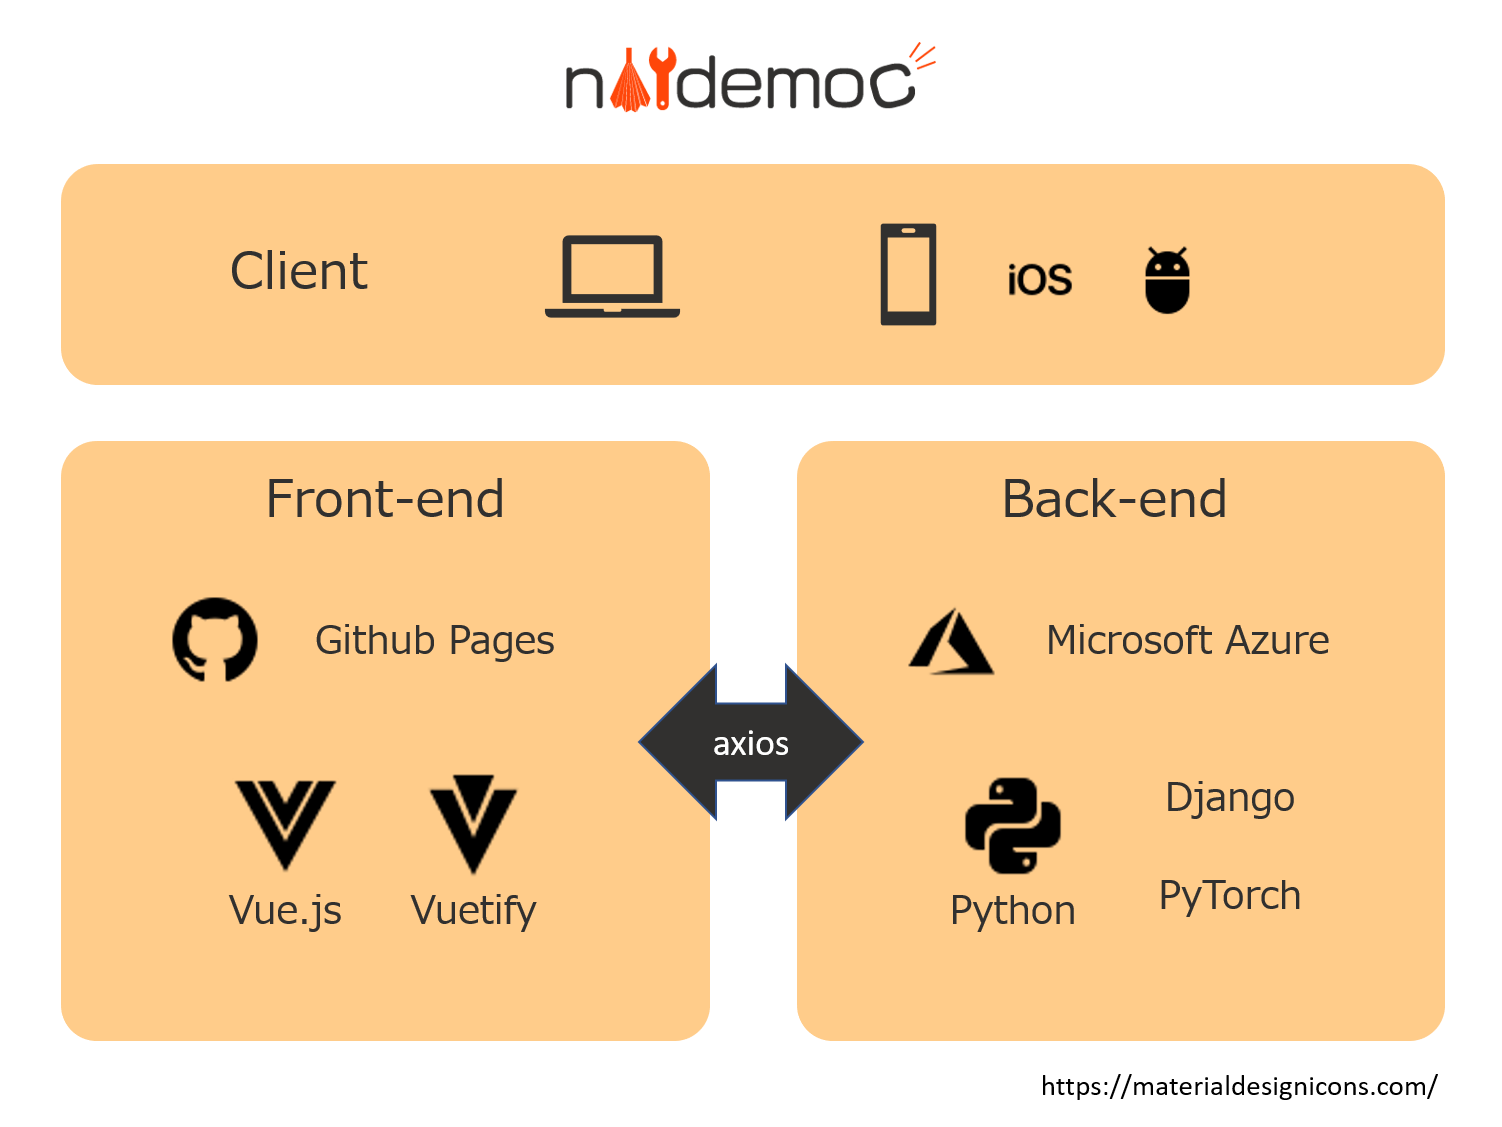 naydemoc
Client
iOS
Front-end
Github Pages
Vue.js
Vuetify
axios
Back-end
Microsoft Azure
Python
Django
PyTorch
https://materialdesignicons.com/